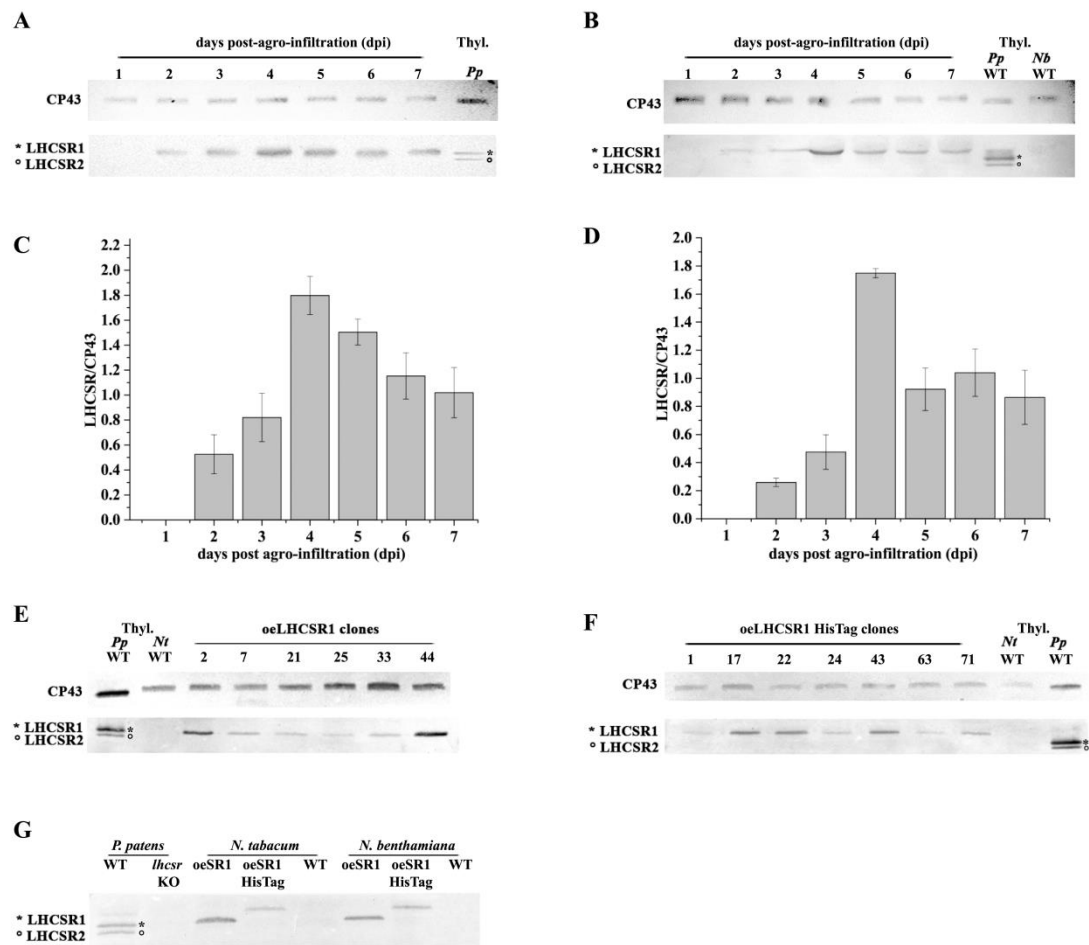 A
days post-agro-infiltration (dpi)
Thyl.
1 2 3 4 5 6 7 Pp
CP43
* LHCSR1 *
° LHCSR2 °
B
days post-agro-infiltration (dpi)
Thyl.
Pp Nb
1 2 3 4 5 6 7 WT WT
CP43
* LHCSR1 *
° LHCSR2 °
C
2.2
2.0
1.8
1.6
1.4
1.2
1.0
0.8
0.6
0.4
0.2
0.0
LHCSR/CP43
1 2 3 4 5 6 7
days post agro-infiltration (dpi)
D
2.0
1.8
1.6
1.4
1.2
1.0
0.8
0.6
0.4
0.2
0.0
LHCSR/CP43
1 2 3 4 5 6 7
days post agro-infiltration (dpi)
E
Thyl.
Pp Nt oeLHCSR1 clones
WT WT 2 7 21 25 33 44
CP43
* LHCSR1 *
° LHCSR2 °
F
oeLHCSR1 HisTag clones
Thyl.
Nt Pp
1 17 22 24 43 63 71 WT WT
CP43
* LHCSR1 *
° LHCSR2 °
G
P. patens N. tabacum N. benthamiana
WT lhcsr oeSR1 oeSR1 WT oeSR1 oeSR1 WT
KO HisTag HisTag
* LHCSR1 *
° LHCSR2 °